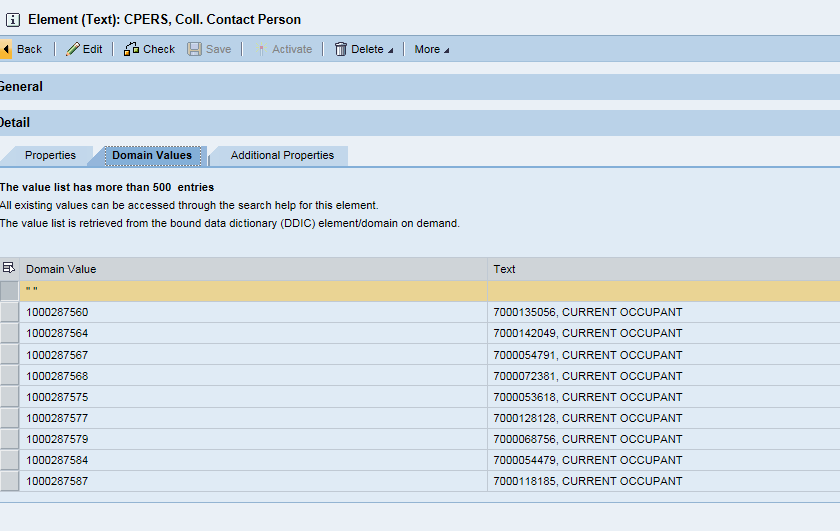 Element (Text): CPERS, Coll. Contact Person
Back Edit Check Save Activate Delete More
General
Detail
Properties Domain Values Additional Properties
The value list has more than 500 entries
All existing values can be accessed through the search help for this element.
The value list is retrieved from the bound data dictionary (DDIC) element/domain on demand.
Domain Value Text
" "
1000287560 7000135056, CURRENT OCCUPANT
1000287564 7000142049, CURRENT OCCUPANT
1000287567 7000054791, CURRENT OCCUPANT
1000287568 7000072381, CURRENT OCCUPANT
1000287575 7000053618, CURRENT OCCUPANT
1000287577 7000128128, CURRENT OCCUPANT
1000287579 7000068756, CURRENT OCCUPANT
1000287584 7000054479, CURRENT OCCUPANT
1000287587 7000118185, CURRENT OCCUPANT